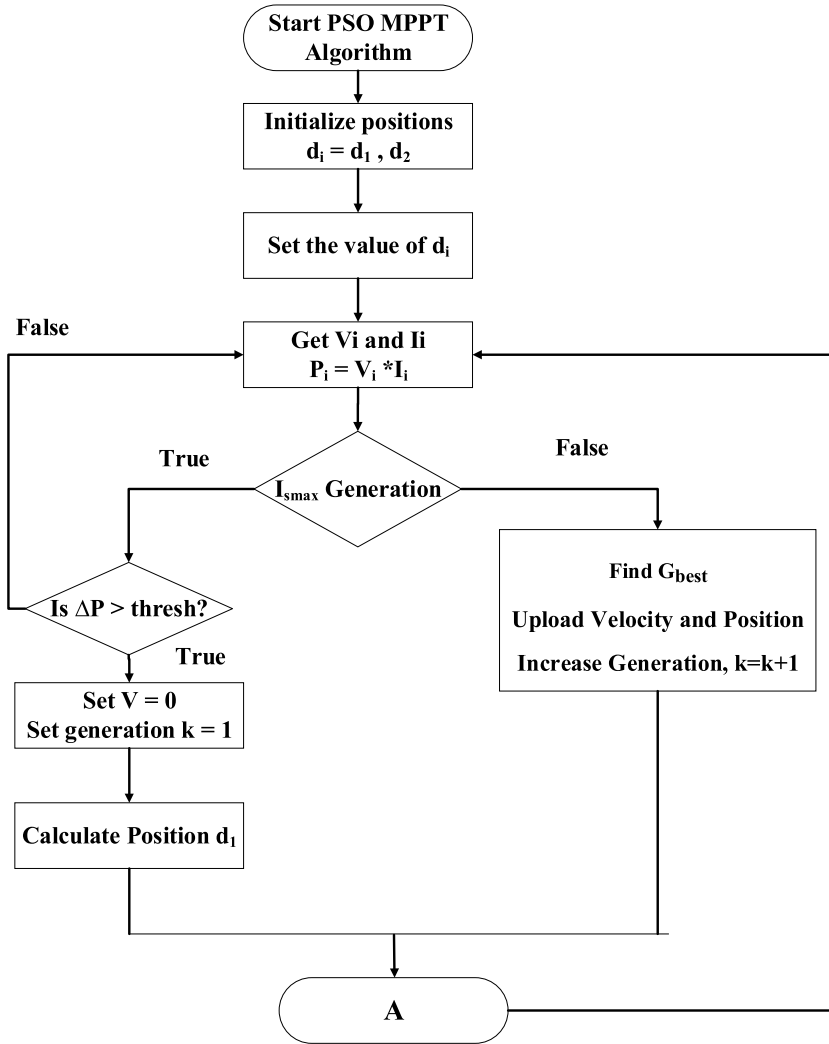 Start PSO MPPT
Algorithm
Initialize positions
dᵢ = d₁ , d₂
Set the value of dᵢ
False
Get Vi and Ii
Pᵢ = Vᵢ *Iᵢ
True
False
Iₛₘₐₓ Generation
Is ΔP > thresh?
Find Gbest
Upload Velocity and Position
Increase Generation, k=k+1
True
Set V = 0
Set generation k = 1
Calculate Position d₁
A